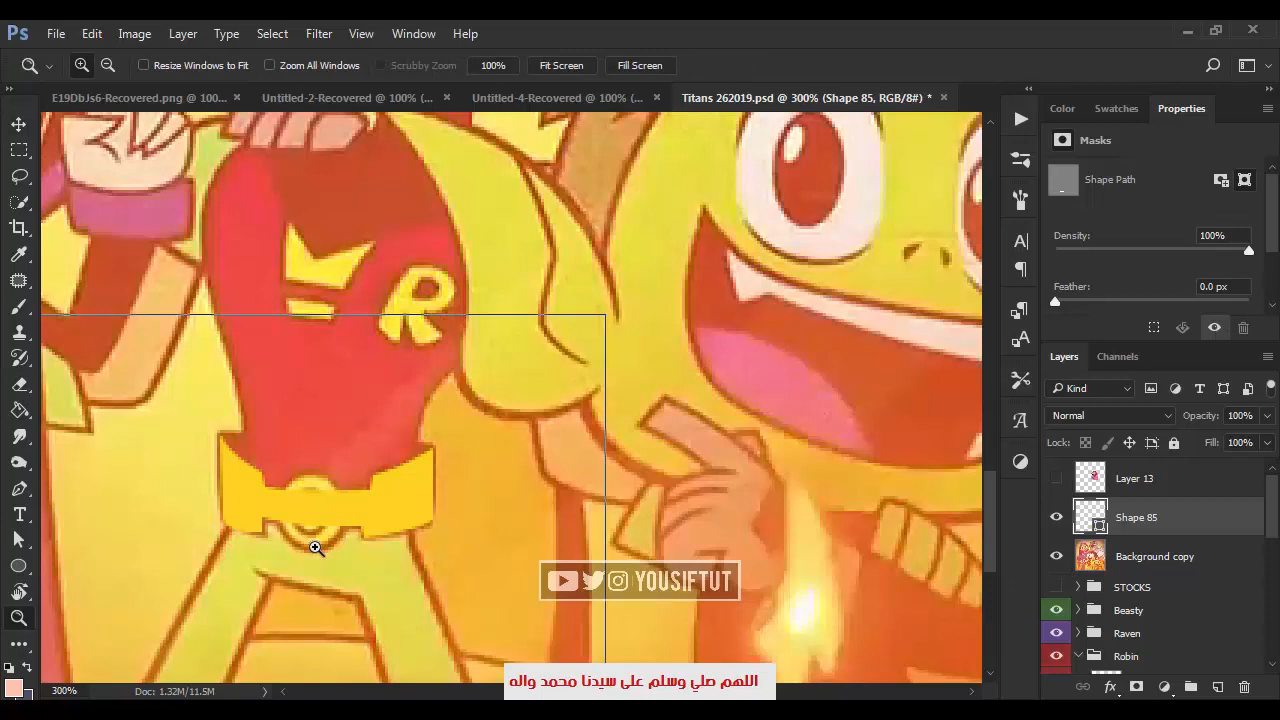 Ps File Edit Image Layer Type Select Filter View Window Help
Resize Windows to Fit Zoom All Windows Scrubby Zoom 100% Fit Screen Fill Screen
E19DbJs6-Recovered.png @ 100... × Untitled-2-Recovered @ 100% (... × Untitled-4-Recovered @ 100% (... × Titans 262019.psd @ 300% (Shape 85, RGB/8#) * ×
Color Swatches Properties
Masks
Shape Path
Density: 100%
Feather: 0.0 px
R
Layers Channels
Kind
Normal Opacity: 100%
Lock: Fill: 100%
Layer 13
Shape 85
Background copy
STOCKS
Beasty
Raven
Robin
YOUSIFTUT
اللهم صلي وسلم على سيدنا محمد واله
300% Doc: 1.32M/11.5M